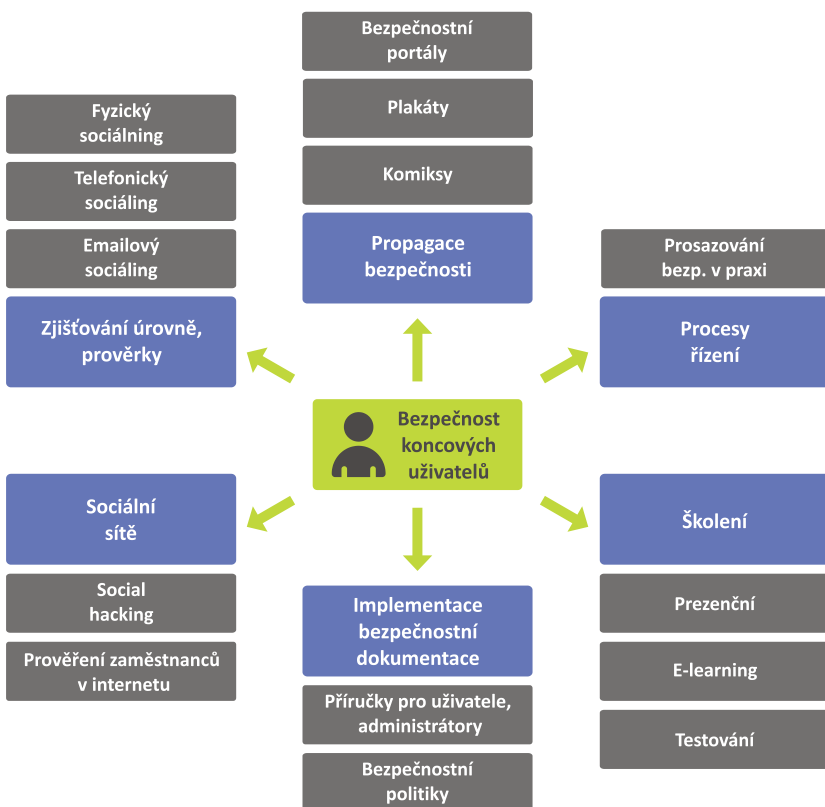 Bezpečnostní
portály
Plakáty
Komiksy
Propagace
bezpečnosti
Fyzický
sociálning
Telefonický
sociáling
Emailový
sociáling
Zjišťování úrovně,
prověrky
Prosazování
bezp. v praxi
Procesy
řízení
Bezpečnost
koncových
uživatelů
Sociální
sítě
Social
hacking
Prověření zaměstnanců
v internetu
Implementace
bezpečnostní
dokumentace
Příručky pro uživatele,
administrátory
Bezpečnostní
politiky
Školení
Prezenční
E-learning
Testování